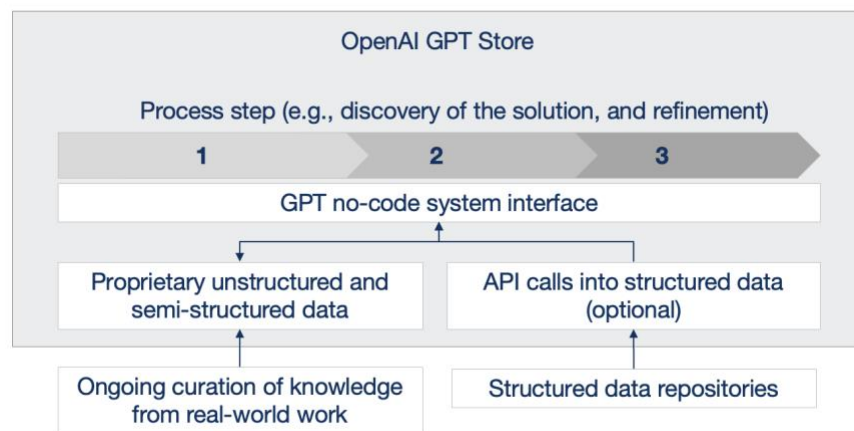 OpenAI GPT Store
Process step (e.g., discovery of the solution, and refinement)
1
2
3
GPT no-code system interface
Proprietary unstructured and
semi-structured data
API calls into structured data
(optional)
Ongoing curation of knowledge
from real-world work
Structured data repositories